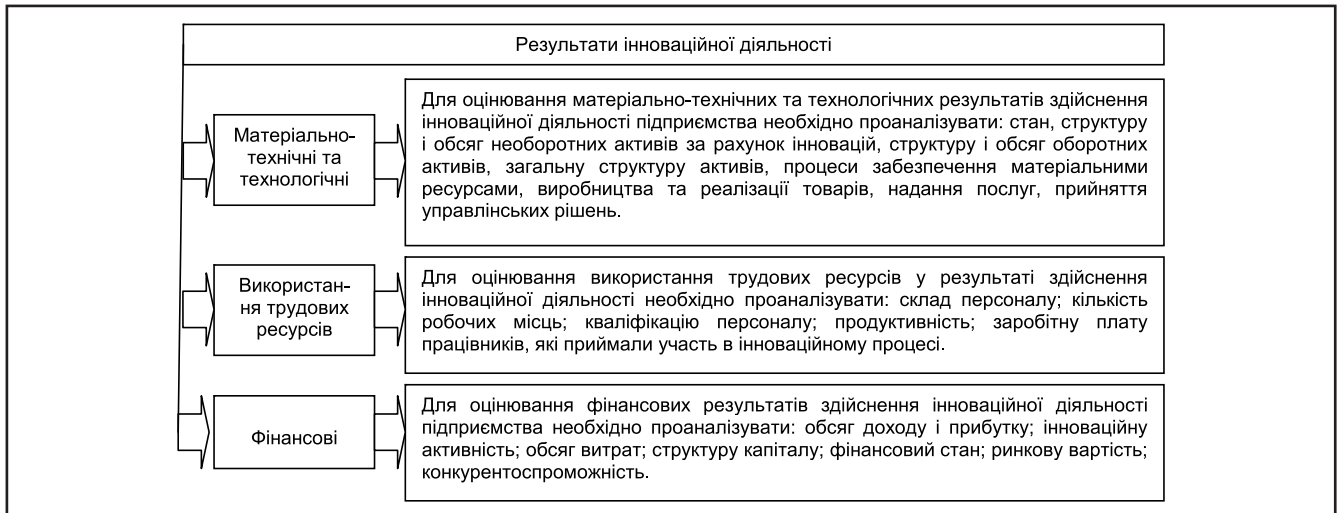 Результати інноваційної діяльності
Матеріально-
технічні та
технологічні
Для оцінювання матеріально-технічних та технологічних результатів здійснення
інноваційної діяльності підприємства необхідно проаналізувати: стан, структуру
і обсяг необоротних активів за рахунок інновацій, структуру і обсяг оборотних
активів, загальну структуру активів, процеси забезпечення матеріальними
ресурсами, виробництва та реалізації товарів, надання послуг, прийняття
управлінських рішень.
Використан-
ня трудових
ресурсів
Для оцінювання використання трудових ресурсів у результаті здійснення
інноваційної діяльності необхідно проаналізувати: склад персоналу; кількість
робочих місць; кваліфікацію персоналу; продуктивність; заробітну плату
працівників, які приймали участь в інноваційному процесі.
Фінансові
Для оцінювання фінансових результатів здійснення інноваційної діяльності
підприємства необхідно проаналізувати: обсяг доходу і прибутку; інноваційну
активність; обсяг витрат; структуру капіталу; фінансовий стан; ринкову вартість;
конкурентоспроможність.